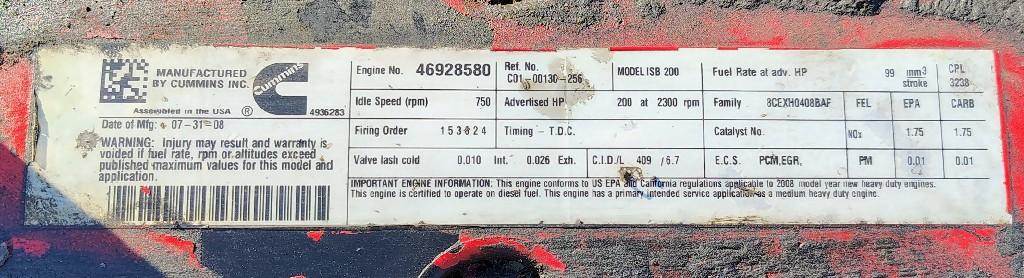 MANUFACTURED
BY CUMMINS INC.
Cummins
Assembled in the USA ® 4936283
Date of Mfg: 07-31-08
WARNING: Injury may result and warranty is
voided if fuel rate, rpm or altitudes exceed
published maximum values for this model and
application.
Engine No. 46928580
Ref. No.
C01-00130-256
MODEL ISB 200
Fuel Rate at adv. HP 99 mm3
stroke
CPL
3238
Idle Speed (rpm) 750
Advertised HP 200 at 2300 rpm
Family 8CEXH0408BAF FEL EPA CARB
Firing Order 153624
Timing - T.D.C.
Catalyst No. NOx 1.75 1.75
Valve lash cold 0.010 Int. 0.026 Exh.
C.I.D./L 409 /6.7
E.C.S. PCM,EGR, PM 0.01 0.01
IMPORTANT ENGINE INFORMATION: This engine conforms to US EPA and California regulations applicable to 2008 model year new heavy duty engines.
This engine is certified to operate on diesel fuel. This engine has a primary intended service application as a medium heavy duty engine.